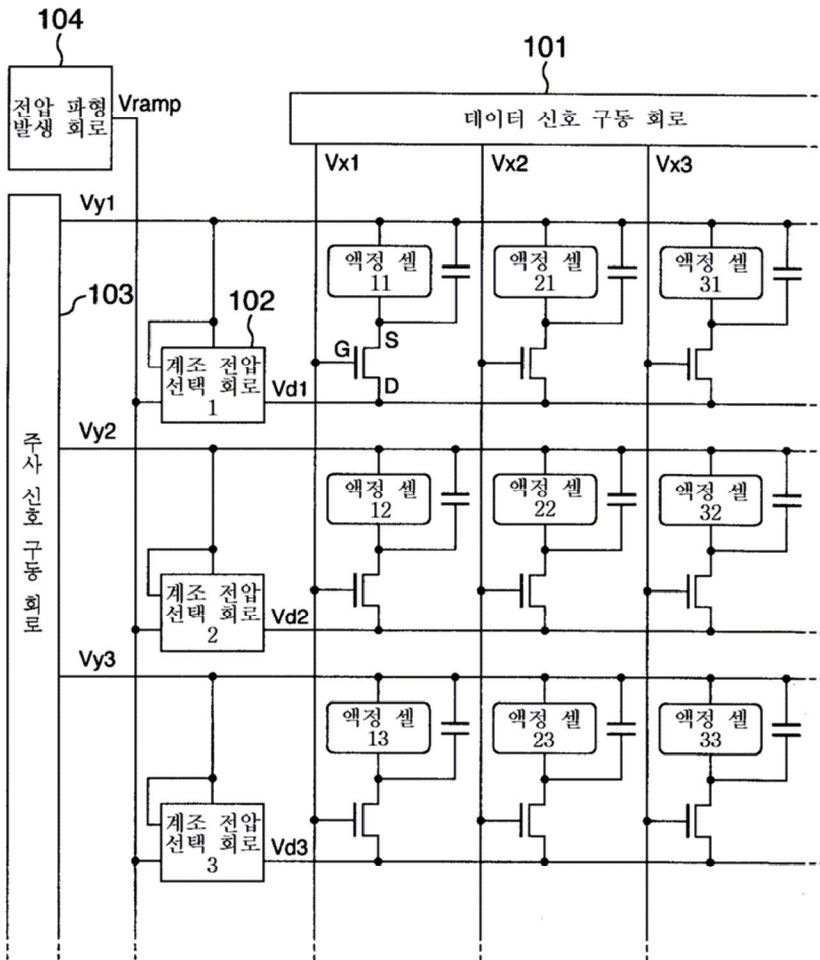 104
101
전압 파형
발생 회로
Vramp
데이터 신호 구동 회로
Vx1
Vx2
Vx3
Vy1
103
102
액정 셀
11
액정 셀
21
액정 셀
31
G
S
D
계조 전압
선택 회로
1
Vd1
주사 신호 구동 회로
Vy2
액정 셀
12
액정 셀
22
액정 셀
32
계조 전압
선택 회로
2
Vd2
Vy3
액정 셀
13
액정 셀
23
액정 셀
33
계조 전압
선택 회로
3
Vd3